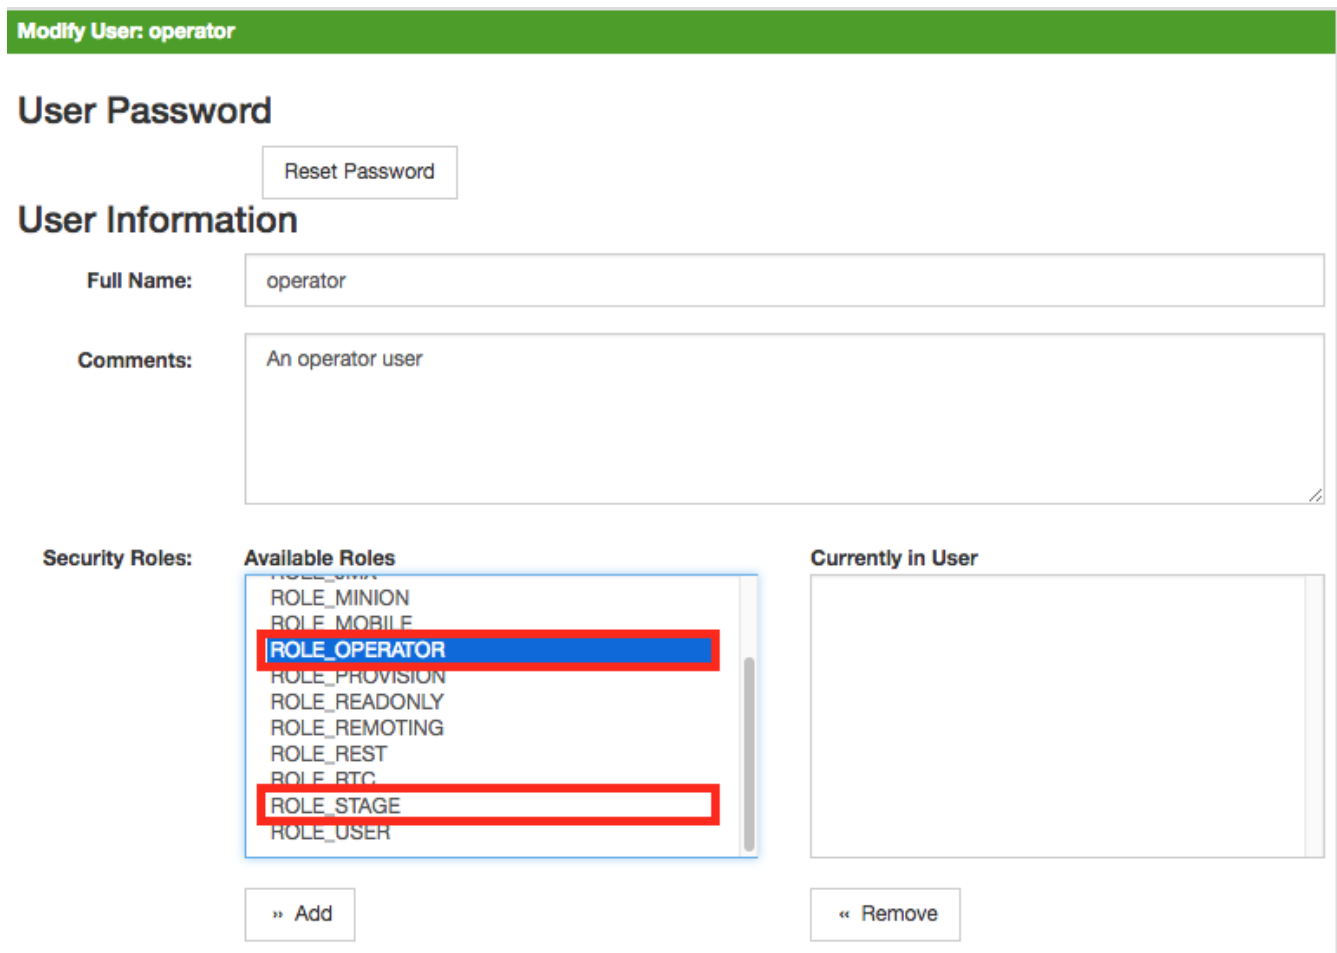 Modify User: operator
User Password
Reset Password
User Information
Full Name: operator
Comments: An operator user
Security Roles: Available Roles Currently in User
ROLE_JMX
ROLE_MINION
ROLE_MOBILE
ROLE_OPERATOR
ROLE_PROVISION
ROLE_READONLY
ROLE_REMOTING
ROLE_REST
ROLE_RTC
ROLE_STAGE
ROLE_USER
» Add « Remove